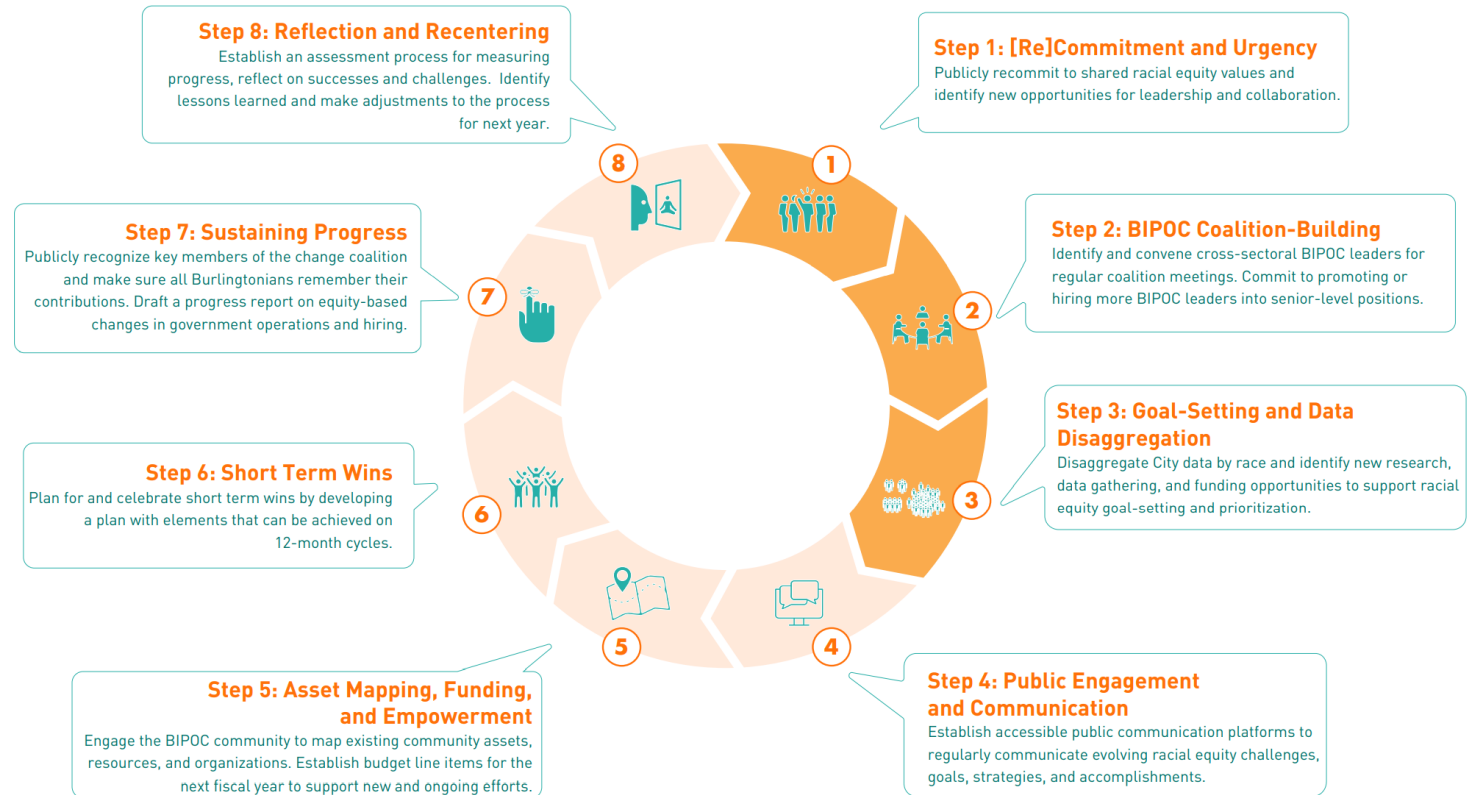 Step 1: [Re]Commitment and Urgency
Publicly recommit to shared racial equity values and
identify new opportunities for leadership and collaboration.
Step 2: BIPOC Coalition-Building
Identify and convene cross-sectoral BIPOC leaders for
regular coalition meetings. Commit to promoting or
hiring more BIPOC leaders into senior-level positions.
Step 3: Goal-Setting and Data
Disaggregation
Disaggregate City data by race and identify new research,
data gathering, and funding opportunities to support racial
equity goal-setting and prioritization.
Step 4: Public Engagement
and Communication
Establish accessible public communication platforms to
regularly communicate evolving racial equity challenges,
goals, strategies, and accomplishments.
Step 5: Asset Mapping, Funding,
and Empowerment
Engage the BIPOC community to map existing community assets,
resources, and organizations. Establish budget line items for the
next fiscal year to support new and ongoing efforts.
Step 6: Short Term Wins
Plan for and celebrate short term wins by developing
a plan with elements that can be achieved on
12-month cycles.
Step 7: Sustaining Progress
Publicly recognize key members of the change coalition
and make sure all Burlingtonians remember their
contributions. Draft a progress report on equity-based
changes in government operations and hiring.
Step 8: Reflection and Recentering
Establish an assessment process for measuring
progress, reflect on successes and challenges. Identify
lessons learned and make adjustments to the process
for next year.
1
2
3
4
5
6
7
8